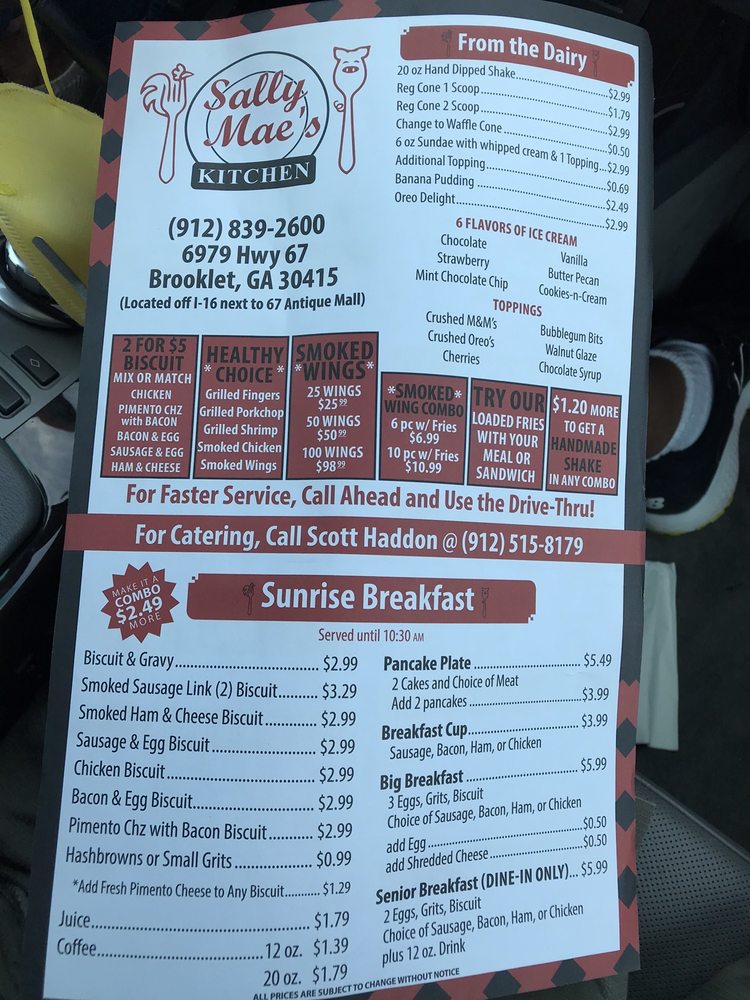 Sally
Mae's
KITCHEN
(912) 839-2600
6979 Hwy 67
Brooklet, GA 30415
(Located off I-16 next to 67 Antique Mall)
From the Dairy
20 oz Hand Dipped Shake...$2.99
Reg Cone 1 Scoop...$1.79
Reg Cone 2 Scoop...$2.99
Change to Waffle Cone...$0.50
6 oz Sundae with whipped cream & 1 Topping...$2.99
Additional Topping...$0.69
Banana Pudding...$2.49
Oreo Delight...$2.99
6 FLAVORS OF ICE CREAM
Chocolate Vanilla
Strawberry Butter Pecan
Mint Chocolate Chip Cookies-n-Cream
TOPPINGS
Crushed M&M's Bubblegum Bits
Crushed Oreo's Walnut Glaze
Cherries Chocolate Syrup
2 FOR $5
BISCUIT
MIX OR MATCH
CHICKEN
PIMENTO CHZ
with BACON
BACON & EGG
SAUSAGE & EGG
HAM & CHEESE
HEALTHY
* CHOICE *
Grilled Fingers
Grilled Porkchop
Grilled Shrimp
Smoked Chicken
Smoked Wings
SMOKED
*WINGS*
25 WINGS
$25.99
50 WINGS
$50.99
100 WINGS
$98.99
*SMOKED*
WING COMBO
6 pc w/ Fries
$6.99
10 pc w/ Fries
$10.99
TRY OUR
LOADED FRIES
WITH YOUR
MEAL OR
SANDWICH
$1.20 MORE
TO GET A
HANDMADE
SHAKE
IN ANY COMBO
For Faster Service, Call Ahead and Use the Drive-Thru!
For Catering, Call Scott Haddon @ (912) 515-8179
MAKE IT A
COMBO
$2.49
MORE
Sunrise Breakfast
Served until 10:30 AM
Biscuit & Gravy...$2.99
Smoked Sausage Link (2) Biscuit...$3.29
Smoked Ham & Cheese Biscuit...$2.99
Sausage & Egg Biscuit...$2.99
Chicken Biscuit...$2.99
Bacon & Egg Biscuit...$2.99
Pimento Chz with Bacon Biscuit...$2.99
Hashbrowns or Small Grits...$0.99
*Add Fresh Pimento Cheese to Any Biscuit...$1.29
Juice...$1.79
Coffee...12 oz. $1.39
20 oz. $1.79
Pancake Plate...$5.49
2 Cakes and Choice of Meat
Add 2 pancakes...$3.99
Breakfast Cup...$3.99
Sausage, Bacon, Ham, or Chicken
Big Breakfast...$5.99
3 Eggs, Grits, Biscuit
Choice of Sausage, Bacon, Ham, or Chicken
add Egg...$0.50
add Shredded Cheese...$0.50
Senior Breakfast (DINE-IN ONLY)...$5.99
2 Eggs, Grits, Biscuit
Choice of Sausage, Bacon, Ham, or Chicken
plus 12 oz. Drink
ALL PRICES ARE SUBJECT TO CHANGE WITHOUT NOTICE